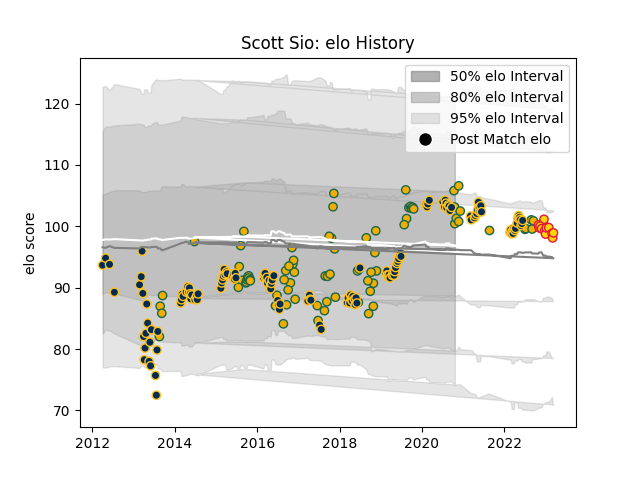 Scott Sio: elo History
50% elo Interval
80% elo Interval
95% elo Interval
Post Match elo
elo score
120
110
100
90
80
70
2012 2014 2016 2018 2020 2022